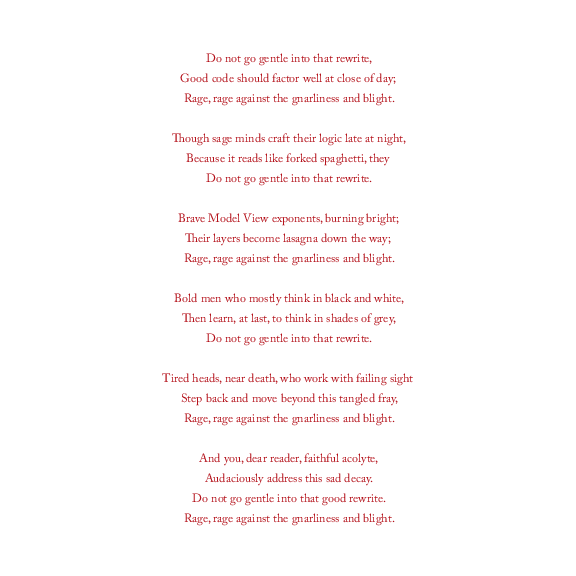 Do not go gentle into that rewrite,
Good code should factor well at close of day;
Rage, rage against the gnarliness and blight.
Though sage minds craft their logic late at night,
Because it reads like forked spaghetti, they
Do not go gentle into that rewrite.
Brave Model View exponents, burning bright;
Their layers become lasagna down the way;
Rage, rage against the gnarliness and blight.
Bold men who mostly think in black and white,
Then learn, at last, to think in shades of grey,
Do not go gentle into that rewrite.
Tired heads, near death, who work with failing sight
Step back and move beyond this tangled fray,
Rage, rage against the gnarliness and blight.
And you, dear reader, faithful acolyte,
Audaciously address this sad decay.
Do not go gentle into that good rewrite.
Rage, rage against the gnarliness and blight.